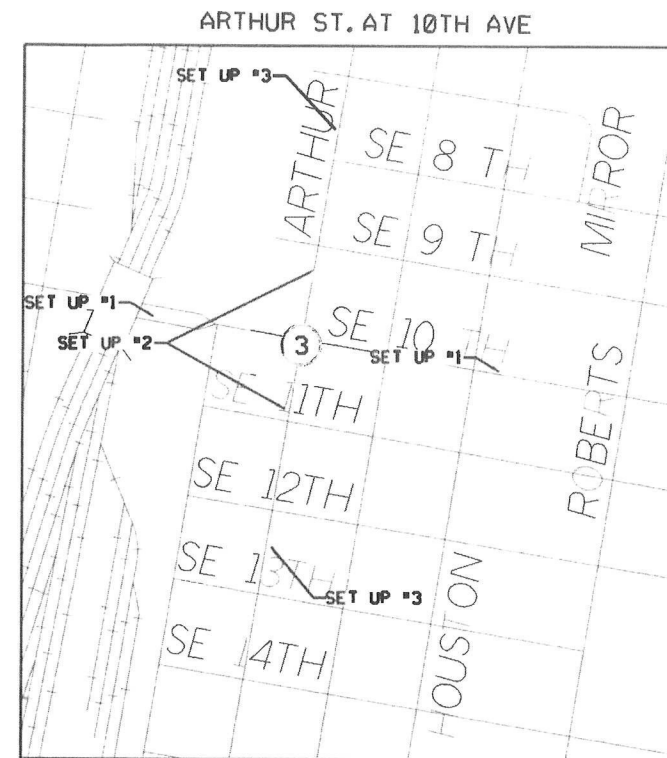 ARTHUR ST. AT 10TH AVE
SET UP "3
ARTHUR
SE 8 TH
MIRROR
SE 9 TH
SET UP "1
SET UP "2
3
SE 10 TH
SET UP "1
SE 11TH
ROBERTS
SE 12TH
SE 13TH
SET UP "3
HOUSTON
SE 14TH